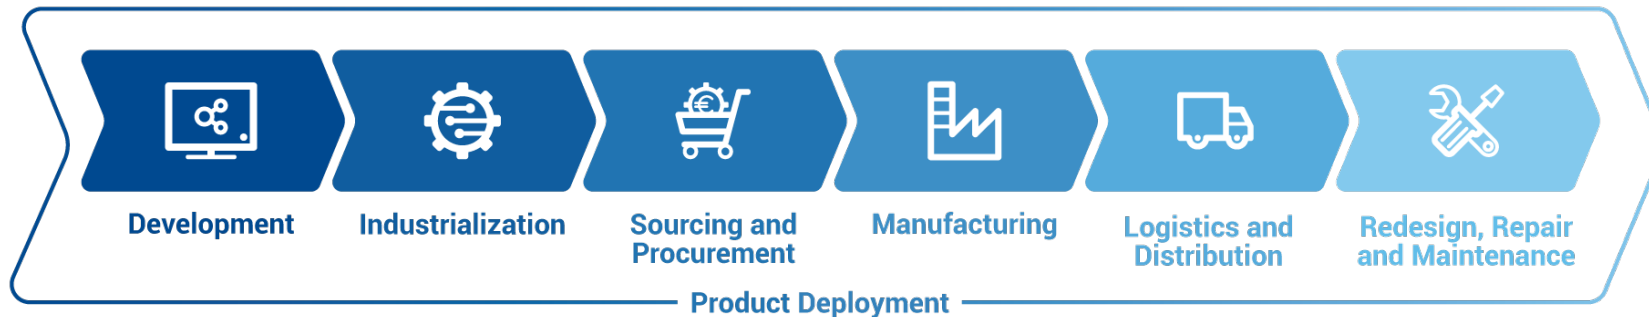 Development
Industrialization
Sourcing and
Procurement
Manufacturing
Logistics and
Distribution
Redesign, Repair
and Maintenance
Product Deployment